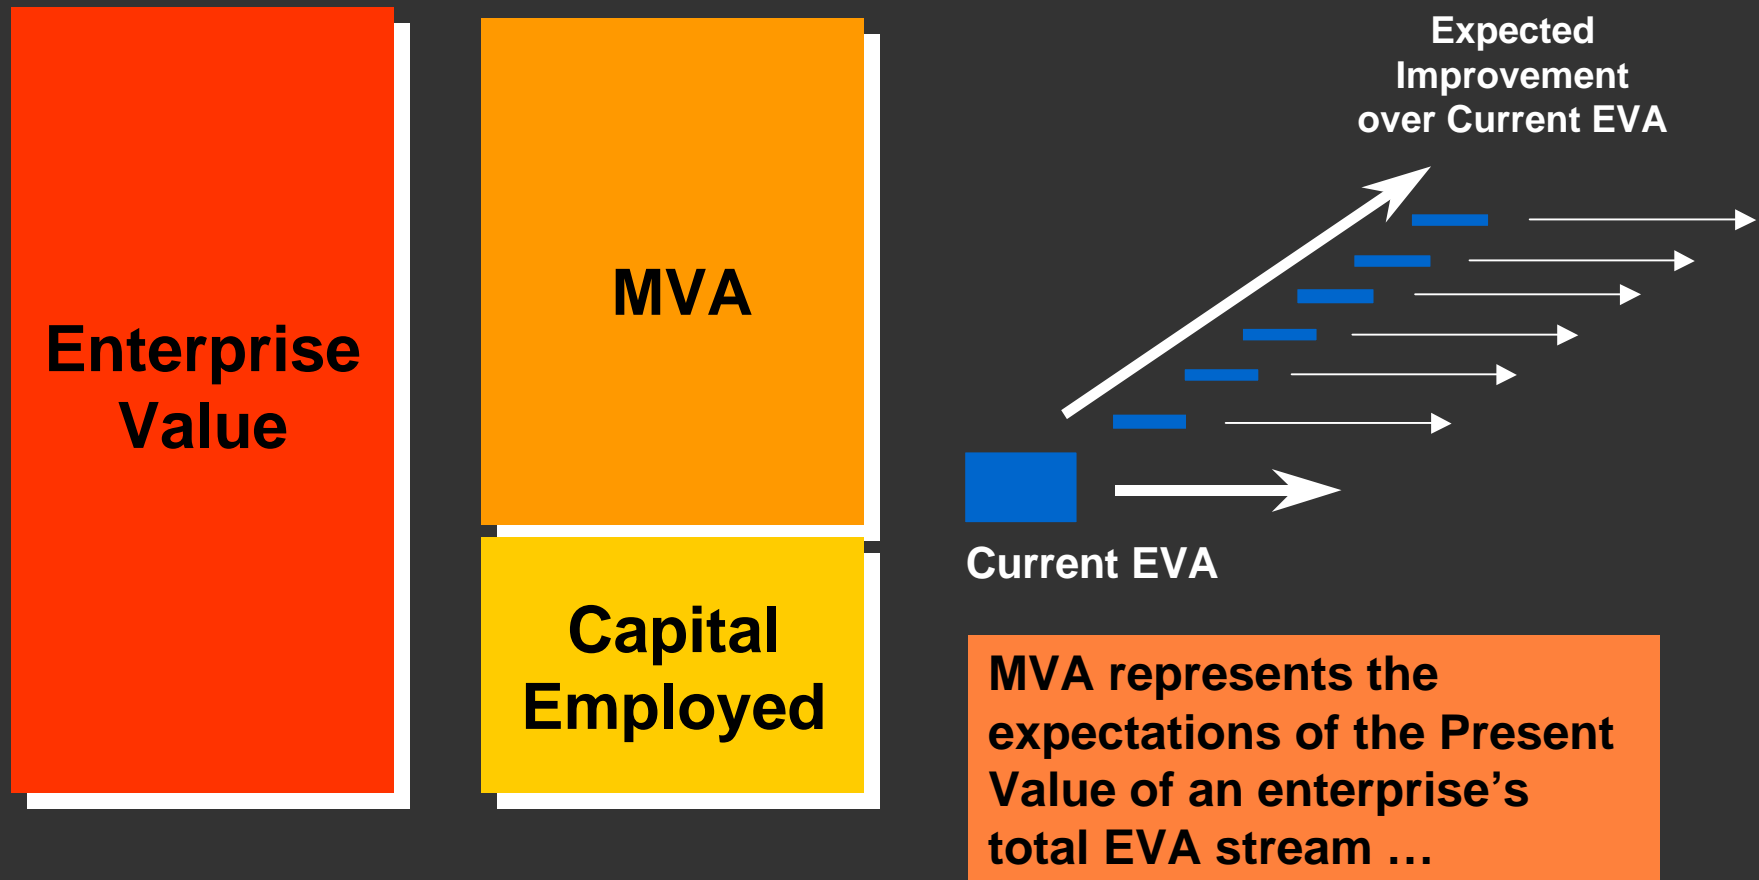 Enterprise
Value
MVA
Capital
Employed
Expected
Improvement
over Current EVA
Current EVA
MVA represents the
expectations of the Present
Value of an enterprise’s
total EVA stream …